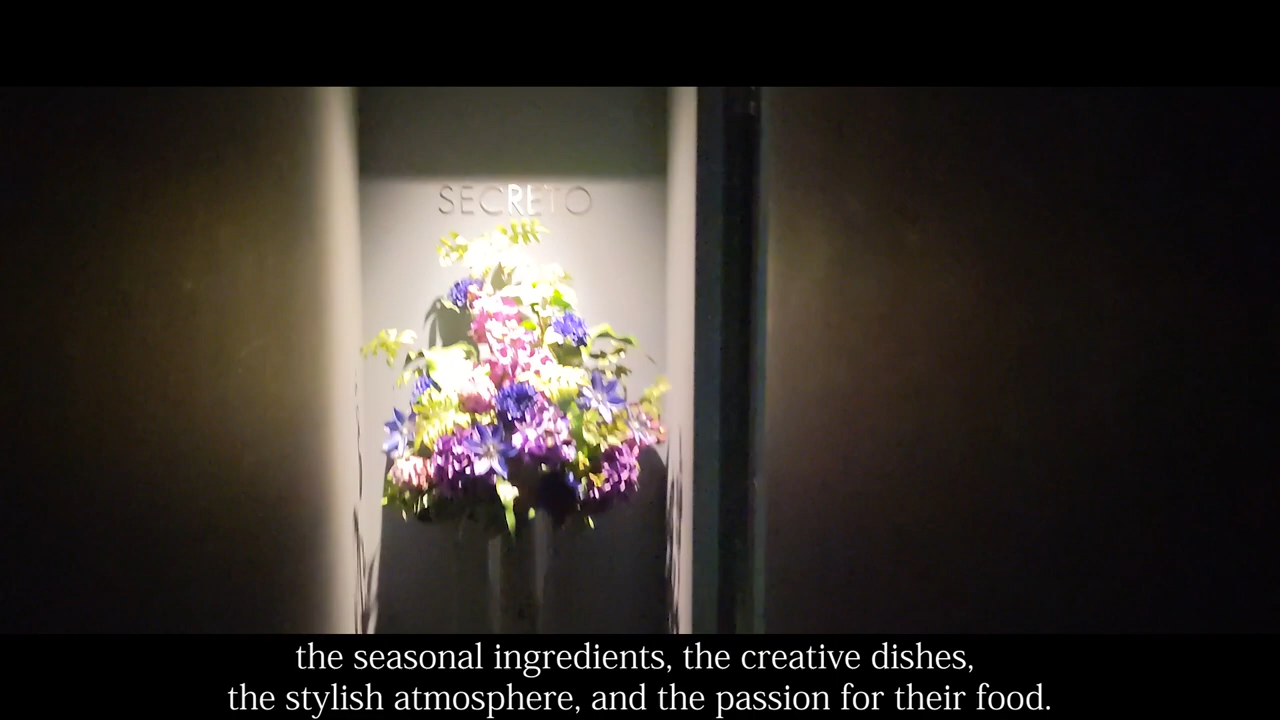 SECRETO
the seasonal ingredients, the creative dishes,
the stylish atmosphere, and the passion for their food.